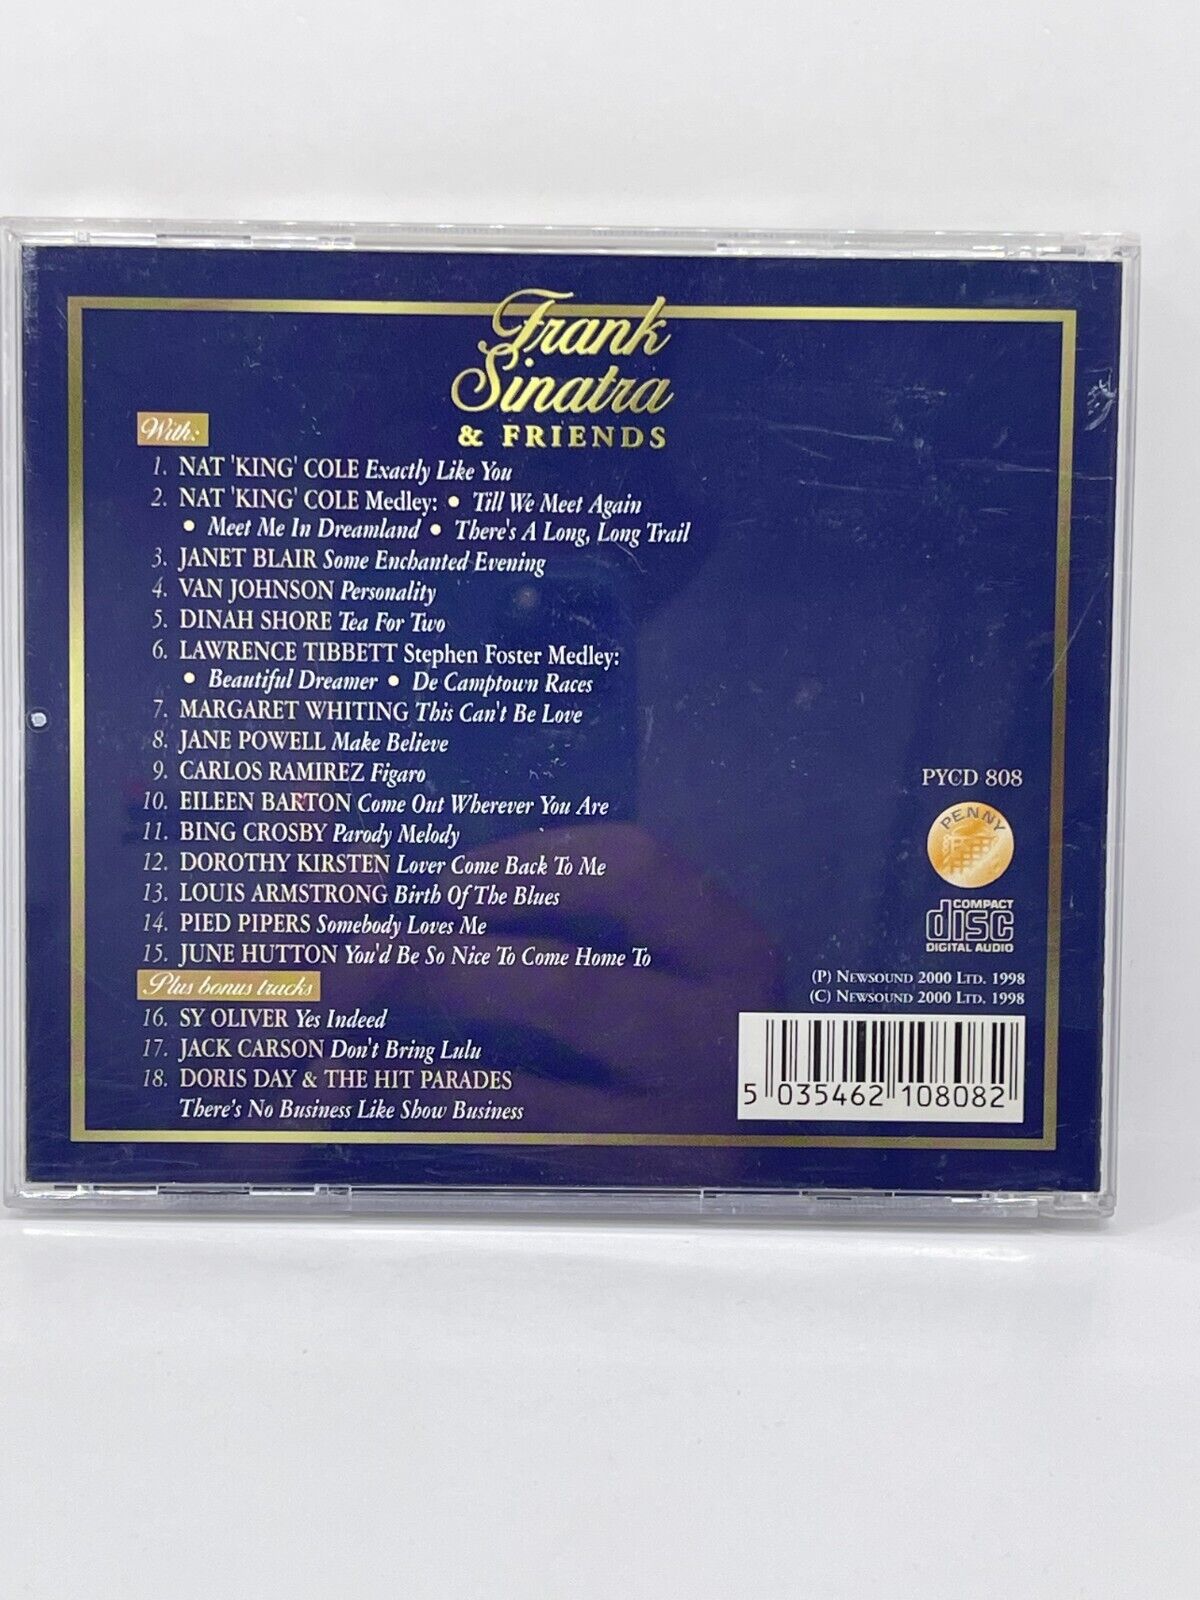 Frank
Sinatra
& FRIENDS
With:
1. NAT 'KING' COLE Exactly Like You
2. NAT 'KING' COLE Medley: • Till We Meet Again
• Meet Me In Dreamland • There's A Long, Long Trail
3. JANET BLAIR Some Enchanted Evening
4. VAN JOHNSON Personality
5. DINAH SHORE Tea For Two
6. LAWRENCE TIBBETT Stephen Foster Medley:
• Beautiful Dreamer • De Camptown Races
7. MARGARET WHITING This Can't Be Love
8. JANE POWELL Make Believe
9. CARLOS RAMIREZ Figaro
10. EILEEN BARTON Come Out Wherever You Are
11. BING CROSBY Parody Melody
12. DOROTHY KIRSTEN Lover Come Back To Me
13. LOUIS ARMSTRONG Birth Of The Blues
14. PIED PIPERS Somebody Loves Me
15. JUNE HUTTON You'd Be So Nice To Come Home To
Plus bonus tracks
16. SY OLIVER Yes Indeed
17. JACK CARSON Don't Bring Lulu
18. DORIS DAY & THE HIT PARADES
There's No Business Like Show Business
PYCD 808
PENNY
COMPACT
disc
DIGITAL AUDIO
(P) NEWSOUND 2000 LTD. 1998
(C) NEWSOUND 2000 LTD. 1998
5 035462 108082